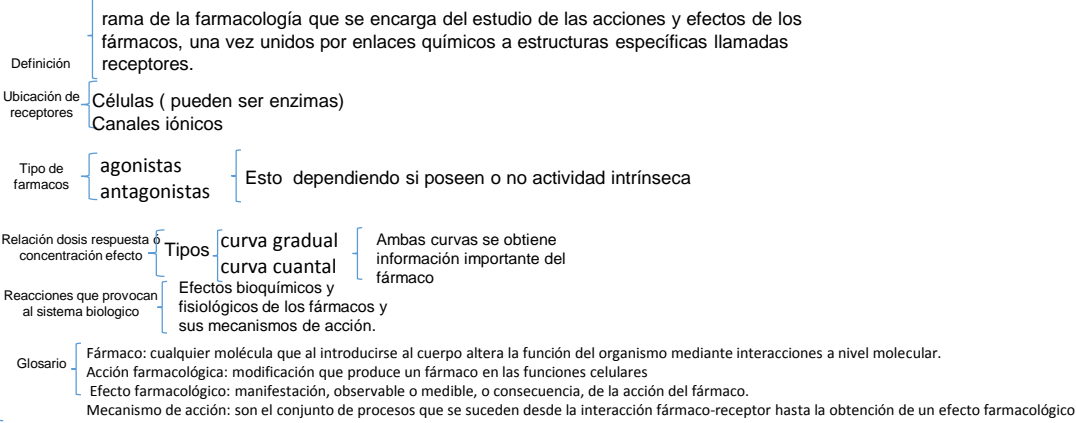 rama de la farmacología que se encarga del estudio de las acciones y efectos de los
fármacos, una vez unidos por enlaces químicos a estructuras específicas llamadas
receptores.
Definición
Ubicación de
receptores
Células ( pueden ser enzimas)
Canales iónicos
Tipo de
farmacos
agonistas
antagonistas
Esto dependiendo si poseen o no actividad intrínseca
Relación dosis respuesta ó
concentración efecto
Tipos
curva gradual
curva cuantal
Ambas curvas se obtiene
información importante del
fármaco
Reacciones que provocan
al sistema biologico
Efectos bioquímicos y
fisiológicos de los fármacos y
sus mecanismos de acción.
Glosario
Fármaco: cualquier molécula que al introducirse al cuerpo altera la función del organismo mediante interacciones a nivel molecular.
Acción farmacológica: modificación que produce un fármaco en las funciones celulares
Efecto farmacológico: manifestación, observable o medible, o consecuencia, de la acción del fármaco.
Mecanismo de acción: son el conjunto de procesos que se suceden desde la interacción fármaco-receptor hasta la obtención de un efecto farmacológico